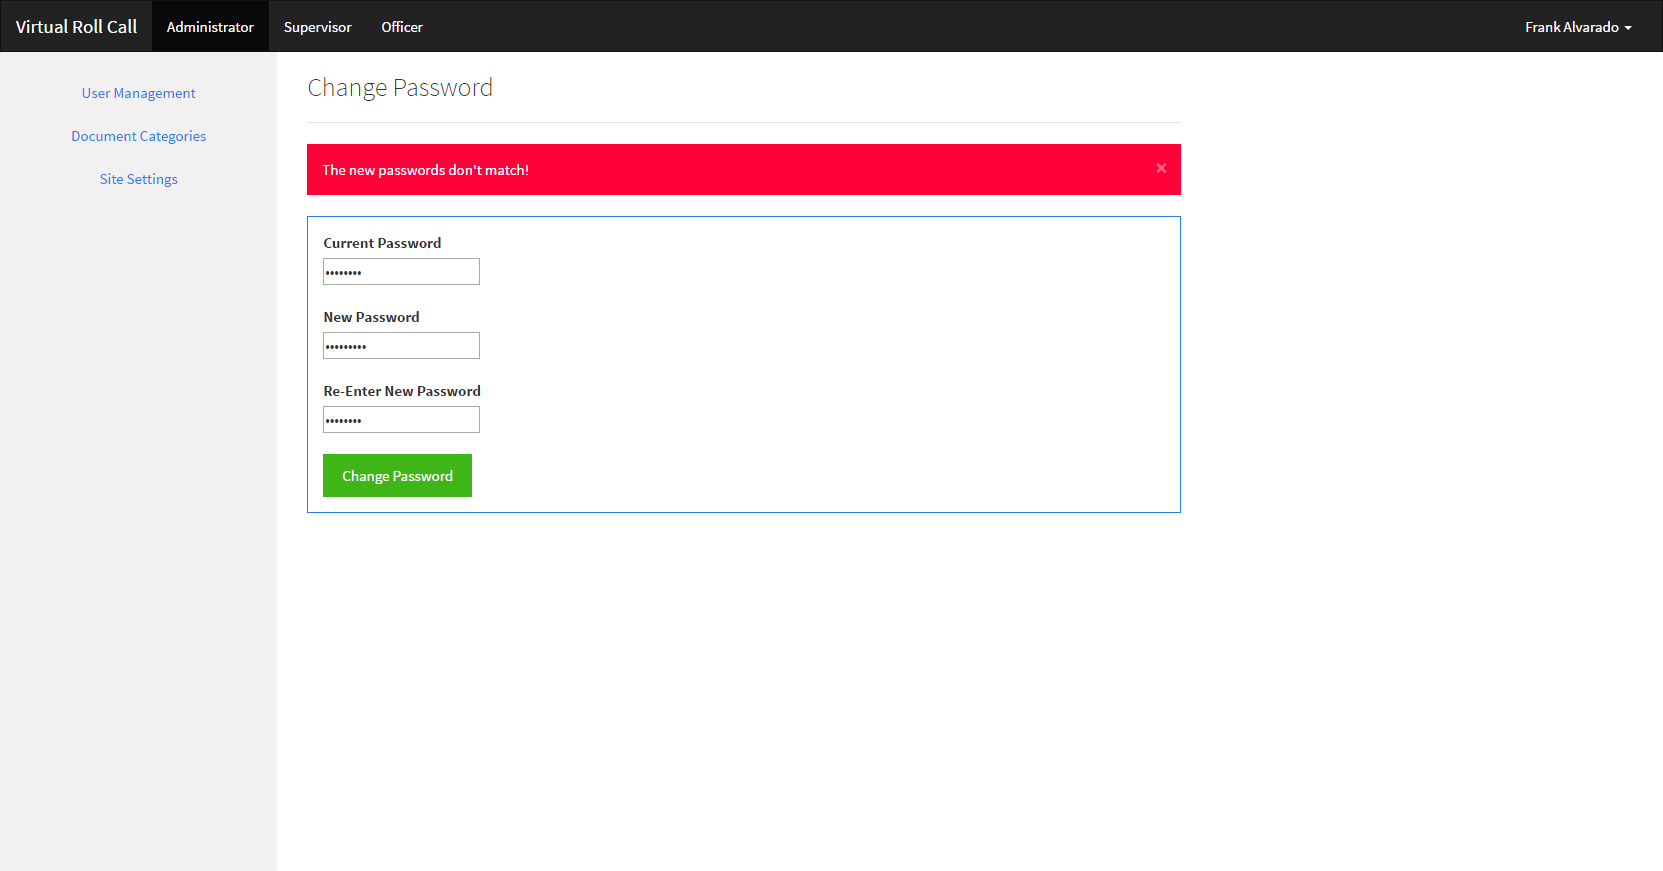 Virtual Roll Call Administrator Supervisor Officer Frank Alvarado
User Management
Document Categories
Site Settings
Change Password
The new passwords don't match! ×
Current Password
••••••••
New Password
•••••••••
Re-Enter New Password
••••••••
Change Password